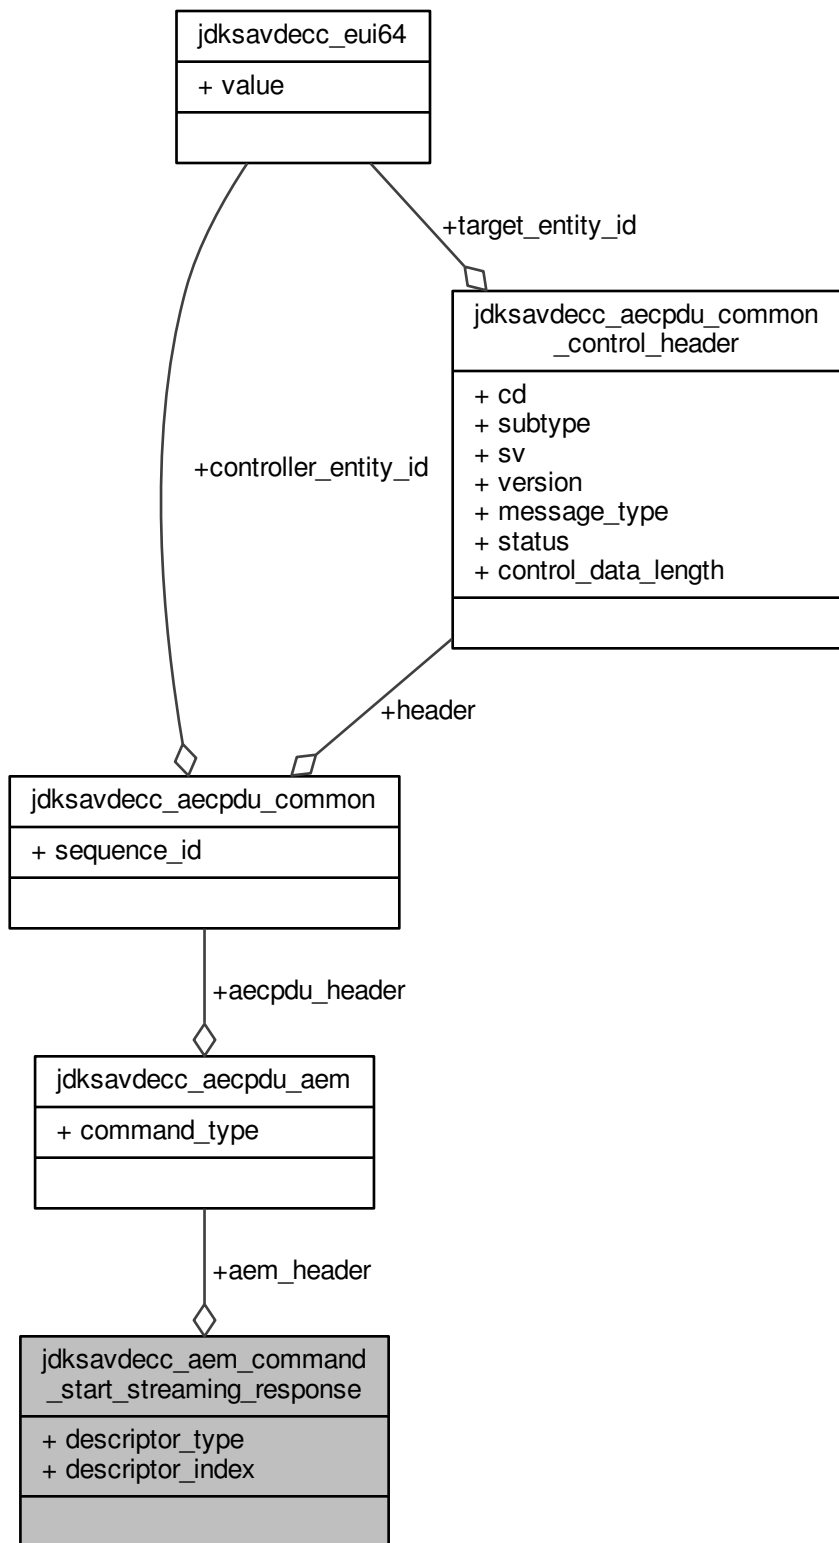 jdksavdecc_eui64
+ value
+target_entity_id
jdksavdecc_aecpdu_common
_control_header
+ cd
+ subtype
+ sv
+ version
+ message_type
+ status
+ control_data_length
+controller_entity_id
+header
jdksavdecc_aecpdu_common
+ sequence_id
+aecpdu_header
jdksavdecc_aecpdu_aem
+ command_type
+aem_header
jdksavdecc_aem_command
_start_streaming_response
+ descriptor_type
+ descriptor_index